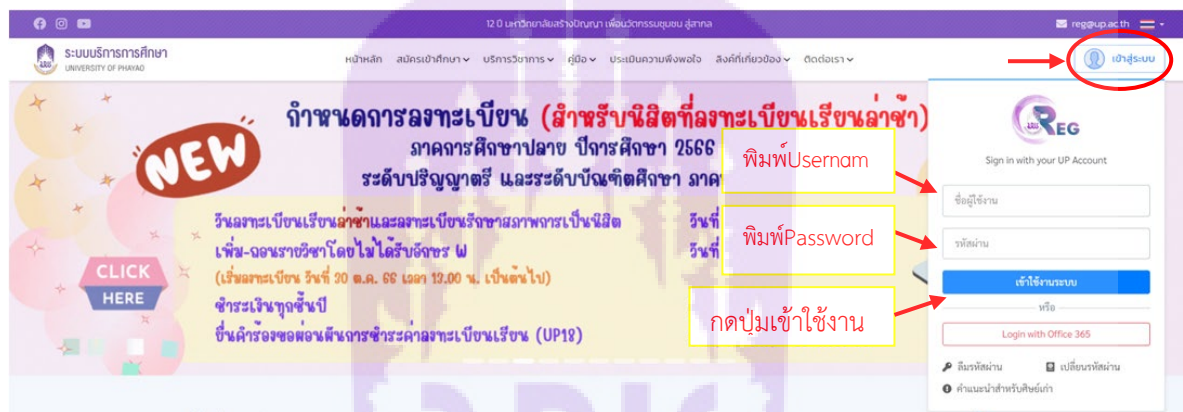 12 ปี มหาวิทยาลัยสร้างปัญญา เพื่อนวัตกรรมชุมชน สู่สากล
reg@up.ac.th
ระบบบริการการศึกษา
UNIVERSITY OF PHAYAO
หน้าหลัก สมัครเข้าศึกษา บริการวิชาการ คู่มือ ประเมินความพึงพอใจ ลิงค์ที่เกี่ยวข้อง ติดต่อเรา
เข้าสู่ระบบ
กำหนดการลงทะเบียน (สำหรับนิสิตที่ลงทะเบียนเรียนล่าช้า)
ภาคการศึกษาปลาย ปีการศึกษา 2566
ระดับปริญญาตรี และระดับบัณฑิตศึกษา
NEW
วันลงทะเบียนเรียนล่าช้าและลงทะเบียนรักษาสภาพการเป็นนิสิต วันที่
เพิ่ม-ถอนรายวิชาโดยไม่ได้รับอักษร W วันที่
(เริ่มลงทะเบียน วันที่ 30 ต.ค. 66 เวลา 13.00 น. เป็นต้นไป)
ชำระเงินทุกชั้นปี
ยื่นคำร้องขอผ่อนผันการชำระค่าลงทะเบียนเรียน (UP18)
CLICK
HERE
พิมพ์Usernam
พิมพ์Password
กดปุ่มเข้าใช้งาน
REG
Sign in with your UP Account
ชื่อผู้ใช้งาน
รหัสผ่าน
เข้าใช้งานระบบ
หรือ
Login with Office 365
ลืมรหัสผ่าน เปลี่ยนรหัสผ่าน
คำแนะนำสำหรับศิษย์เก่า